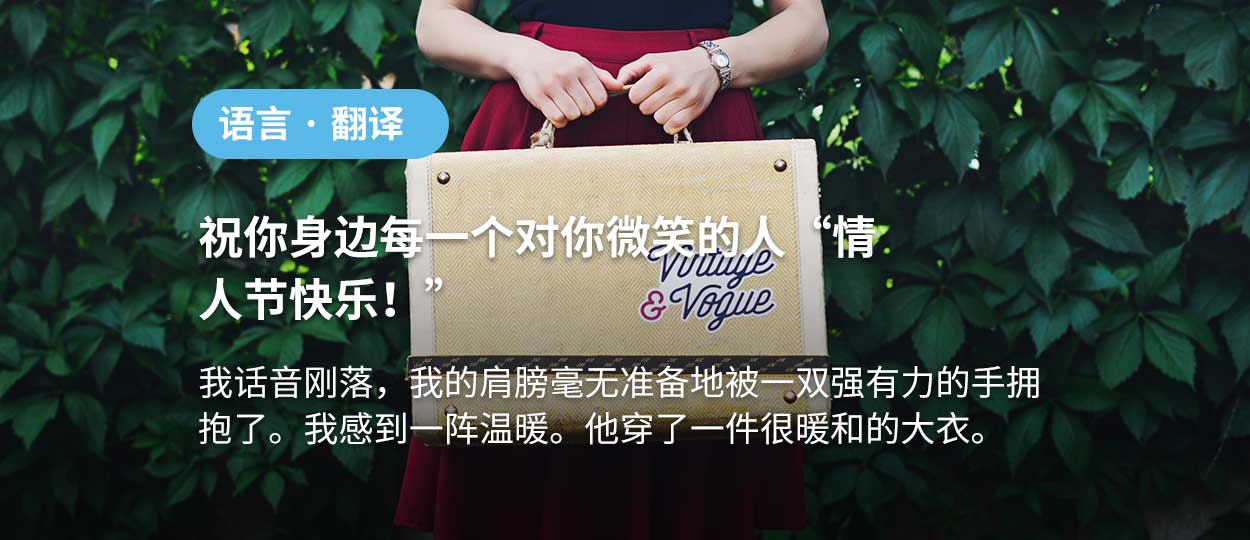 语言 · 翻译
祝你身边每一个对你微笑的人“情
人节快乐！”
Vintage
& Vogue
我话音刚落，我的肩膀毫无准备地被一双强有力的手拥
抱了。我感到一阵温暖。他穿了一件很暖和的大衣。